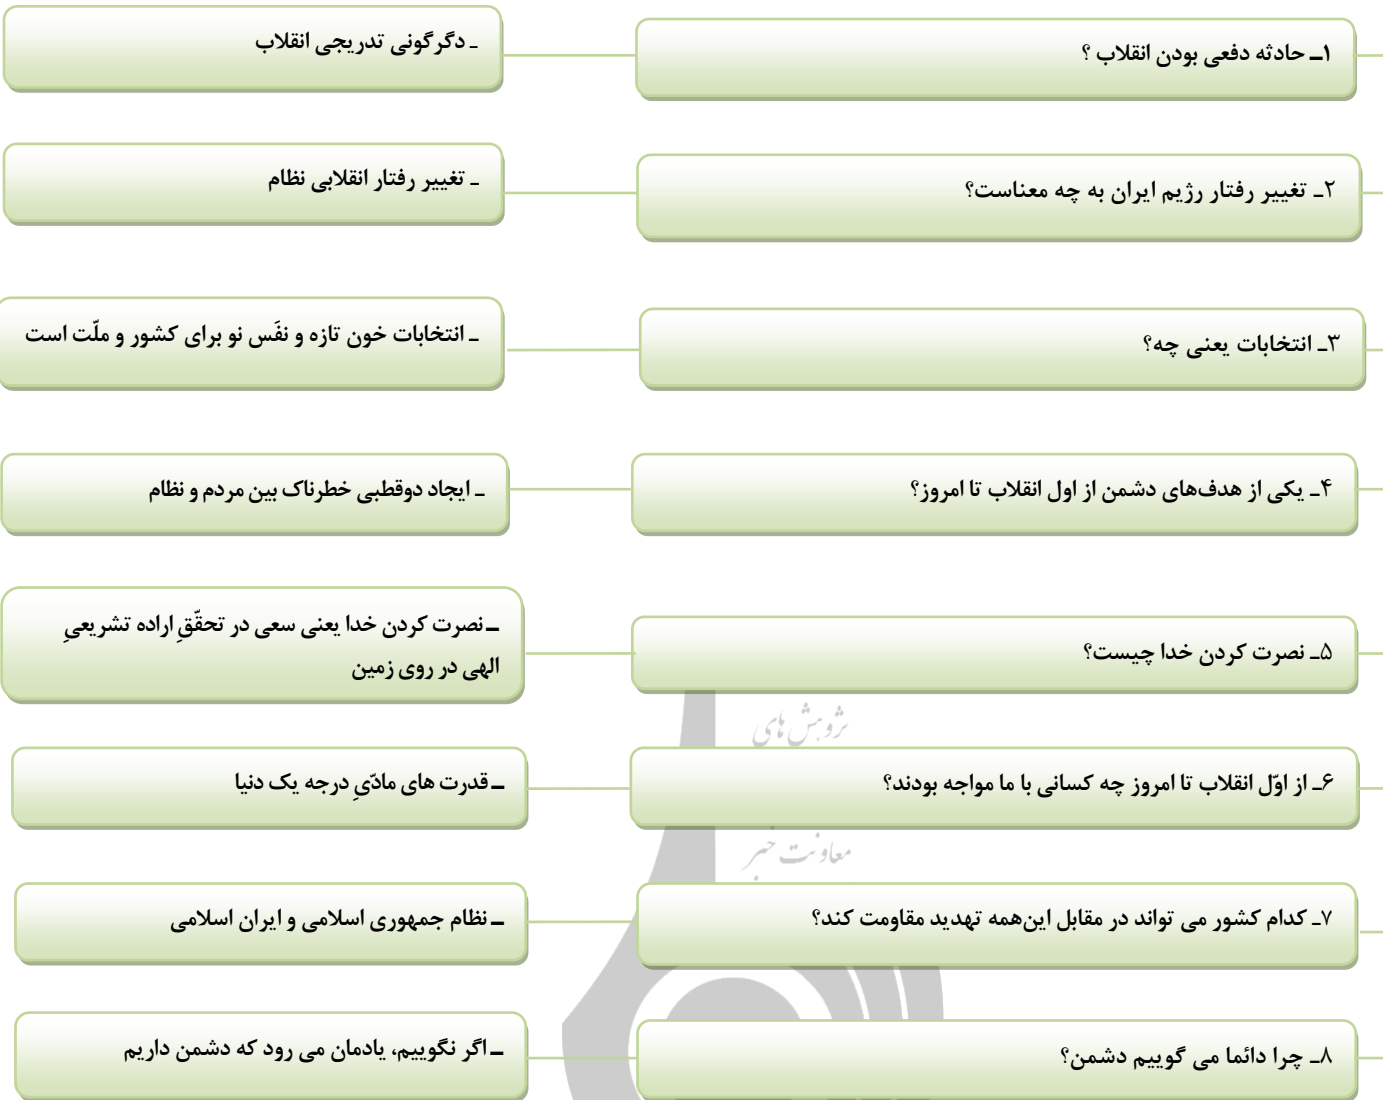 ۱ـ حادثه دفعی بودن انقلاب ؟
ـ دگرگونی تدریجی انقلاب
۲ـ تغییر رفتار رژیم ایران به چه معناست؟
ـ تغییر رفتار انقلابی نظام
۳ـ انتخابات یعنی چه؟
ـ انتخابات خون تازه و نفَس نو برای کشور و ملّت است
۴ـ یکی از هدف‌های دشمن از اول انقلاب تا امروز؟
ـ ایجاد دوقطبی خطرناک بین مردم و نظام
۵ـ نصرت کردن خدا چیست؟
ـ نصرت کردن خدا یعنی سعی در تحقّقِ اراده تشریعیِ
الهی در روی زمین
پژوهش های
۶ـ از اوّل انقلاب تا امروز چه کسانی با ما مواجه بودند؟
ـ قدرت های مادّیِ درجه یک دنیا
معاونت خبر
۷ـ کدام کشور می تواند در مقابل این‌همه تهدید مقاومت کند؟
ـ نظام جمهوری اسلامی و ایران اسلامی
۸ـ چرا دائما می گوییم دشمن؟
ـ اگر نگوییم، یادمان می رود که دشمن داریم